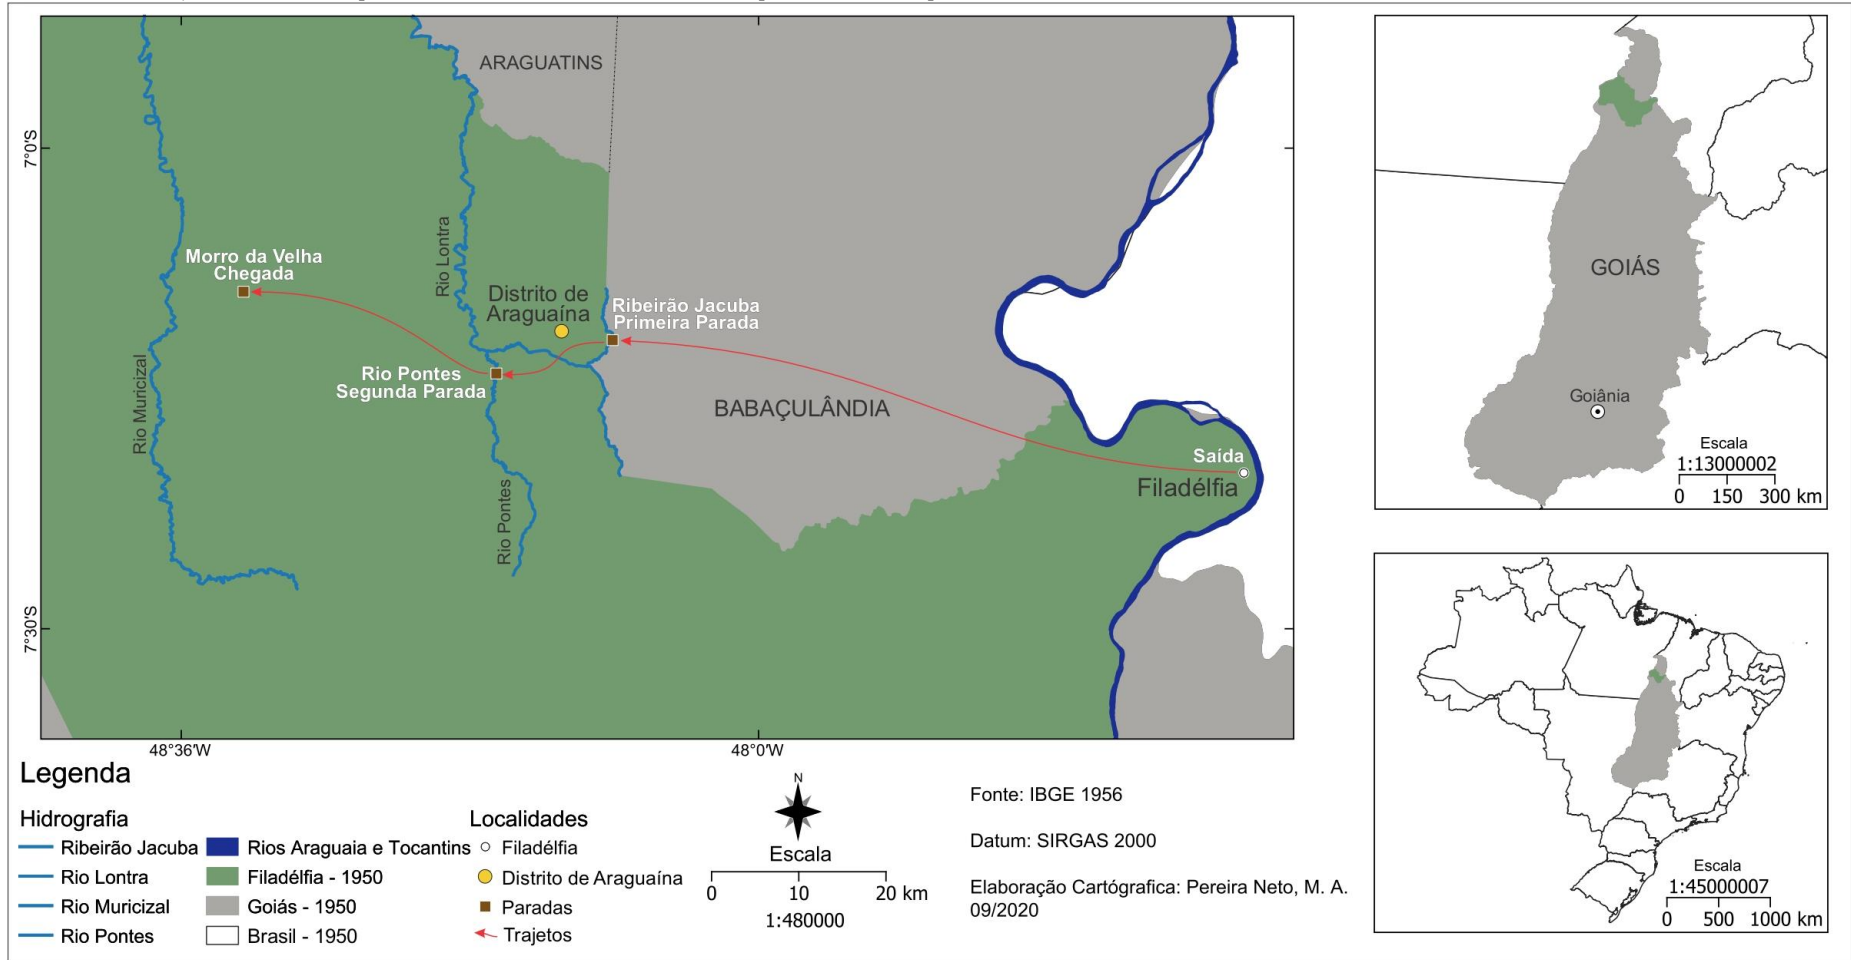 ARAGUATINS
7°0'S
Rio Lontra
Morro da Velha
Chegada
Distrito de
Araguaína
Ribeirão Jacuba
Primeira Parada
Rio Muricizal
Rio Pontes
Segunda Parada
BABAÇULÂNDIA
Saída
Filadélfia
Rio Pontes
7°30'S
48°36'W
48°0'W
GOIÁS
Goiânia
Escala
1:13000002
0 150 300 km
Escala
1:45000007
0 500 1000 km
Legenda
Hidrografia
Ribeirão Jacuba
Rio Lontra
Rio Muricizal
Rio Pontes
Rios Araguaia e Tocantins
Filadélfia - 1950
Goiás - 1950
Brasil - 1950
Localidades
Filadélfia
Distrito de Araguaína
Paradas
Trajetos
N
Escala
0 10 20 km
1:480000
Fonte: IBGE 1956
Datum: SIRGAS 2000
Elaboração Cartógrafica: Pereira Neto, M. A.
09/2020